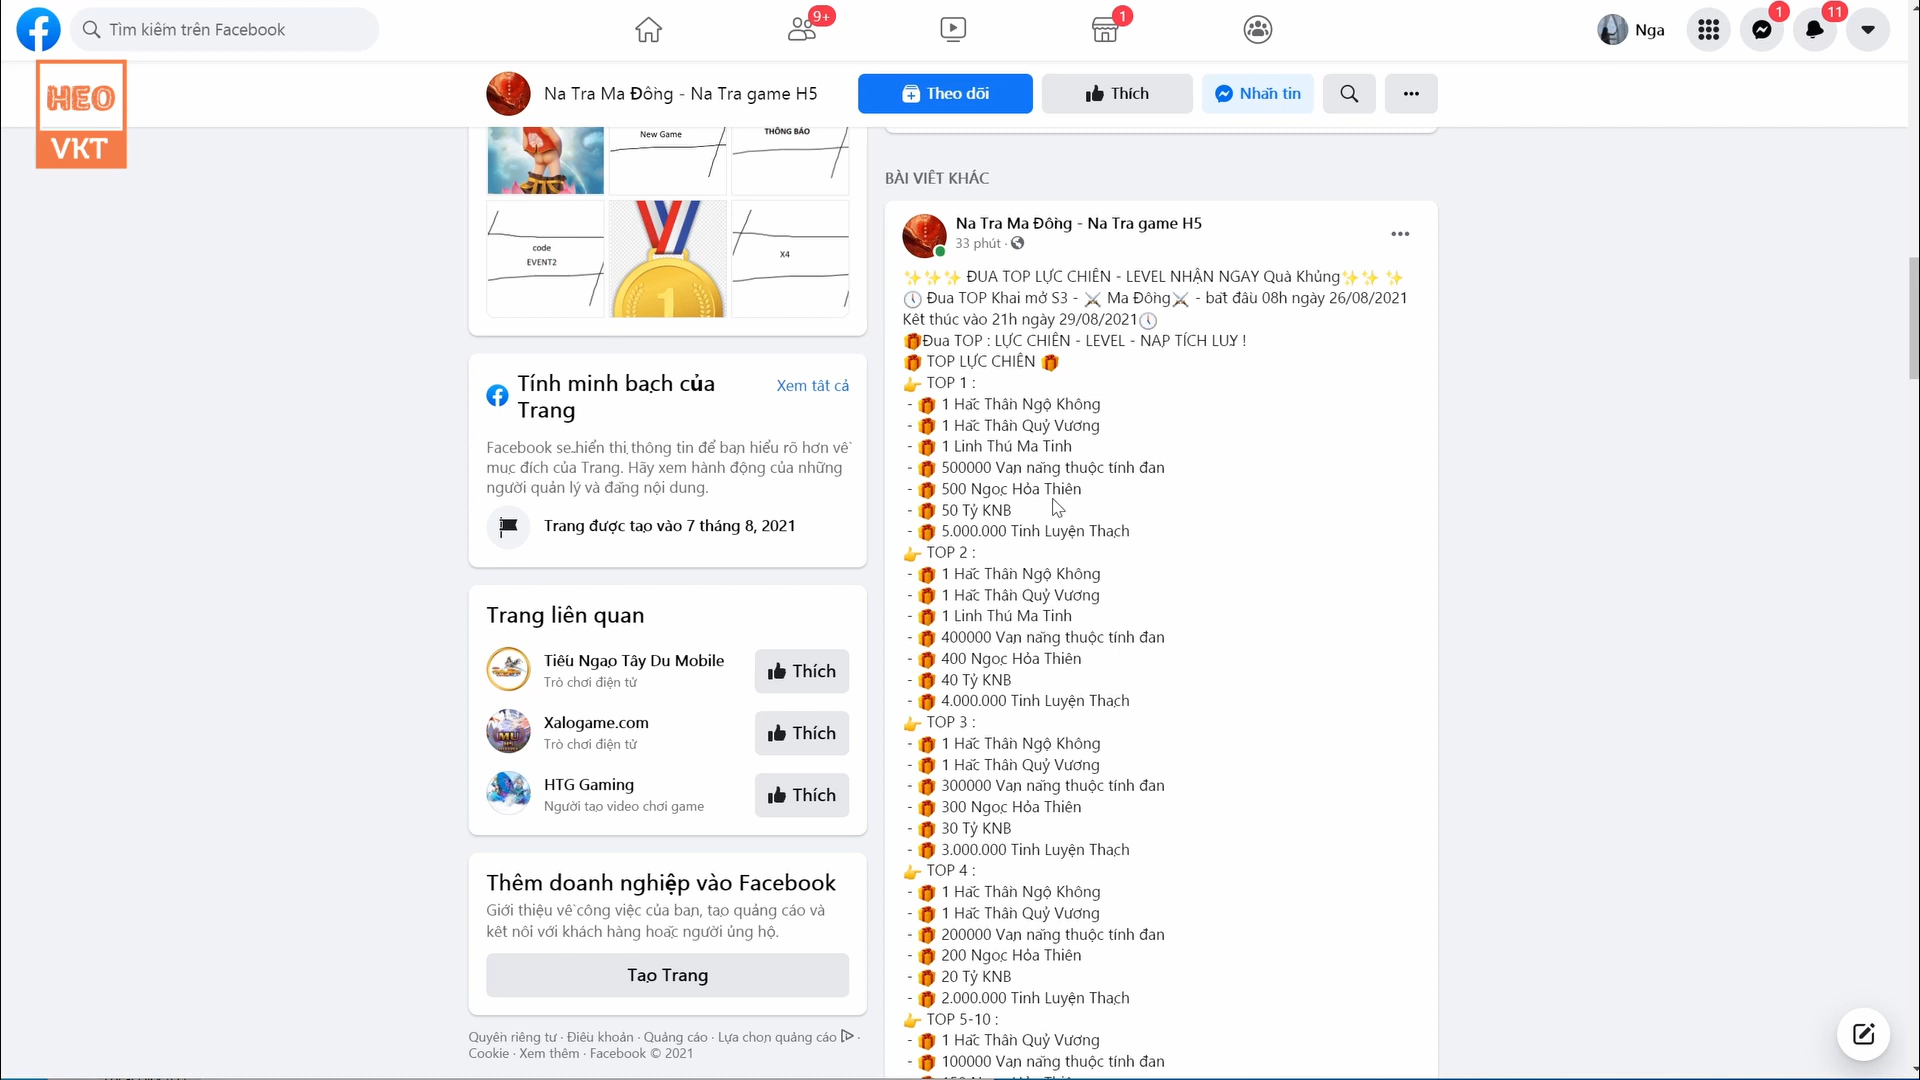 Tìm kiếm trên Facebook
9+
1
Nga
1
11
HEO
VKT
Na Tra Ma Đồng - Na Tra game H5
Theo dõi
Thích
Nhắn tin
New Game
THÔNG BÁO
code
EVENT2
1
X4
Tính minh bạch của
Trang
Xem tất cả
Facebook sẽ hiển thị thông tin để bạn hiểu rõ hơn về
mục đích của Trang. Hãy xem hành động của những
người quản lý và đăng nội dung.
Trang được tạo vào 7 tháng 8, 2021
Trang liên quan
Tiếu Ngạo Tây Du Mobile
Trò chơi điện tử
Thích
Xalogame.com
Trò chơi điện tử
Thích
HTG Gaming
Người tạo video chơi game
Thích
Thêm doanh nghiệp vào Facebook
Giới thiệu về công việc của bạn, tạo quảng cáo và
kết nối với khách hàng hoặc người ủng hộ.
Tạo Trang
Quyền riêng tư · Điều khoản · Quảng cáo · Lựa chọn quảng cáo ·
Cookie · Xem thêm · Facebook © 2021
BÀI VIẾT KHÁC
Na Tra Ma Đồng - Na Tra game H5
33 phút ·
✨✨✨ ĐUA TOP LỰC CHIẾN - LEVEL NHẬN NGAY Quà Khủng✨✨ ✨
🕔 Đua TOP Khai mở S3 - ⚔ Ma Đồng⚔ - bắt đầu 08h ngày 26/08/2021
Kết thúc vào 21h ngày 29/08/2021🕔
🎁Đua TOP : LỰC CHIẾN - LEVEL - NẠP TÍCH LUỸ !
🎁 TOP LỰC CHIẾN 🎁
👉 TOP 1 :
- 🎁 1 Hắc Thần Ngộ Không
- 🎁 1 Hắc Thần Quỷ Vương
- 🎁 1 Linh Thú Ma Tinh
- 🎁 500000 Vạn năng thuộc tính đan
- 🎁 500 Ngọc Hỏa Thiên
- 🎁 50 Tỷ KNB
- 🎁 5.000.000 Tinh Luyện Thạch
👉 TOP 2 :
- 🎁 1 Hắc Thần Ngộ Không
- 🎁 1 Hắc Thần Quỷ Vương
- 🎁 1 Linh Thú Ma Tinh
- 🎁 400000 Vạn năng thuộc tính đan
- 🎁 400 Ngọc Hỏa Thiên
- 🎁 40 Tỷ KNB
- 🎁 4.000.000 Tinh Luyện Thạch
👉 TOP 3 :
- 🎁 1 Hắc Thần Ngộ Không
- 🎁 1 Hắc Thần Quỷ Vương
- 🎁 300000 Vạn năng thuộc tính đan
- 🎁 300 Ngọc Hỏa Thiên
- 🎁 30 Tỷ KNB
- 🎁 3.000.000 Tinh Luyện Thạch
👉 TOP 4 :
- 🎁 1 Hắc Thần Ngộ Không
- 🎁 1 Hắc Thần Quỷ Vương
- 🎁 200000 Vạn năng thuộc tính đan
- 🎁 200 Ngọc Hỏa Thiên
- 🎁 20 Tỷ KNB
- 🎁 2.000.000 Tinh Luyện Thạch
👉 TOP 5-10 :
- 🎁 1 Hắc Thần Quỷ Vương
- 🎁 100000 Vạn năng thuộc tính đan